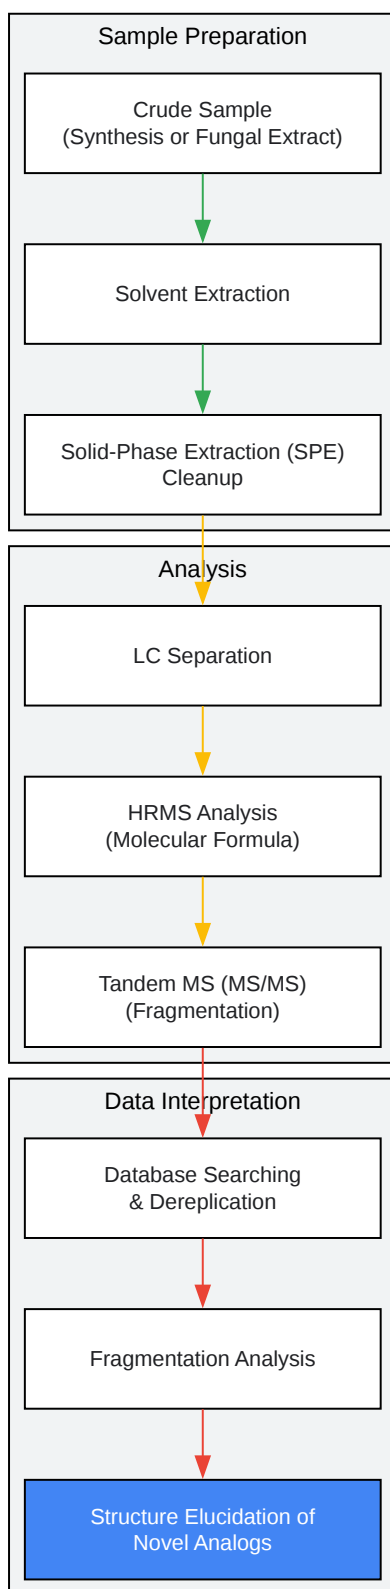 Sample Preparation
Crude Sample
(Synthesis or Fungal Extract)
Solvent Extraction
Solid-Phase Extraction (SPE)
Cleanup
Analysis
LC Separation
HRMS Analysis
(Molecular Formula)
Tandem MS (MS/MS)
(Fragmentation)
Data Interpretation
Database Searching
& Dereplication
Fragmentation Analysis
Structure Elucidation of
Novel Analogs